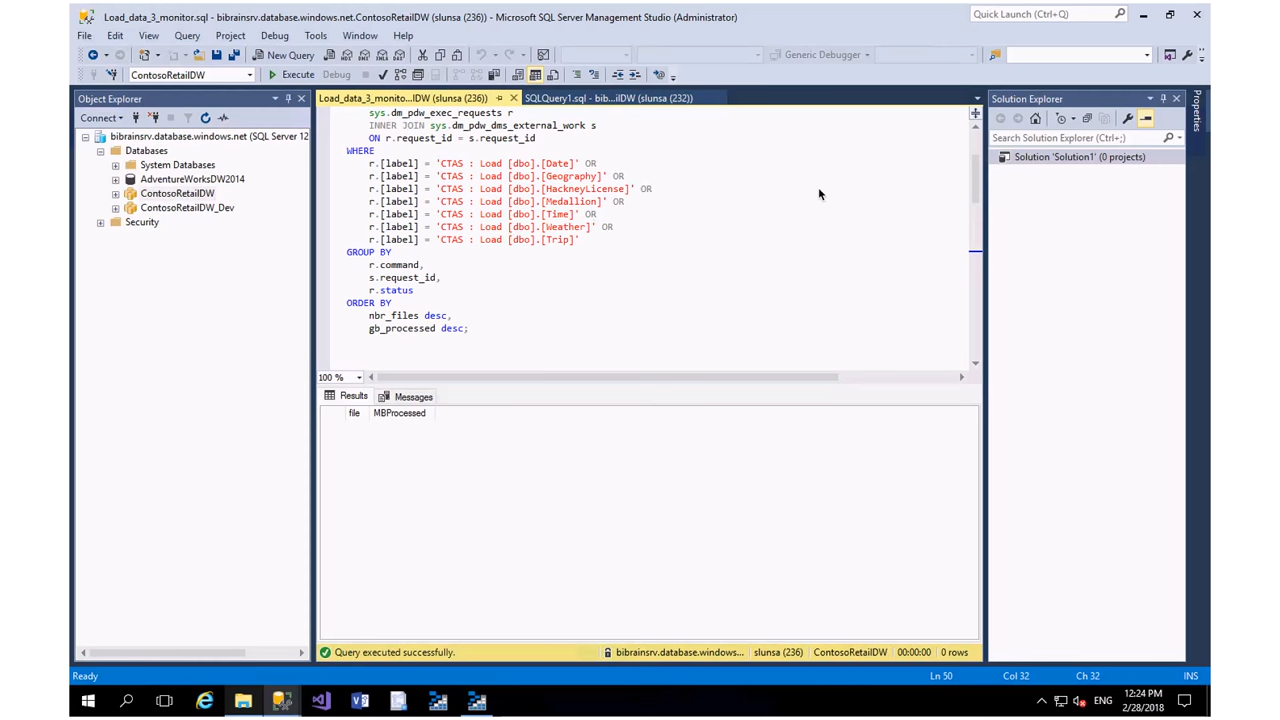 Load_data_3_monitor.sql - bibrainsrv.database.windows.net.ContosoRetailDW (slunsa (236)) - Microsoft SQL Server Management Studio (Administrator)
Quick Launch (Ctrl+Q)
File Edit View Query Project Debug Tools Window Help
New Query
Generic Debugger
ContosoRetailDW
Execute Debug
Object Explorer
Load_data_3_monito...lDW (slunsa (236))
SQLQuery1.sql - bib...ilDW (slunsa (232))
Solution Explorer
Properties
Connect
bibrainsrv.database.windows.net (SQL Server 12
Databases
System Databases
AdventureWorksDW2014
ContosoRetailDW
ContosoRetailDW_Dev
Security
sys.dm_pdw_exec_requests r
INNER JOIN sys.dm_pdw_dms_external_work s
ON r.request_id = s.request_id
WHERE
r.[label] = 'CTAS : Load [dbo].[Date]' OR
r.[label] = 'CTAS : Load [dbo].[Geography]' OR
r.[label] = 'CTAS : Load [dbo].[HackneyLicense]' OR
r.[label] = 'CTAS : Load [dbo].[Medallion]' OR
r.[label] = 'CTAS : Load [dbo].[Time]' OR
r.[label] = 'CTAS : Load [dbo].[Weather]' OR
r.[label] = 'CTAS : Load [dbo].[Trip]'
GROUP BY
r.command,
s.request_id,
r.status
ORDER BY
nbr_files desc,
gb_processed desc;
Search Solution Explorer (Ctrl+;)
Solution 'Solution1' (0 projects)
100 %
Results Messages
file MBProcessed
Query executed successfully.
bibrainsrv.database.windows... slunsa (236) ContosoRetailDW 00:00:00 0 rows
Ready
Ln 50 Col 32 Ch 32 INS
ENG
12:24 PM
2/28/2018